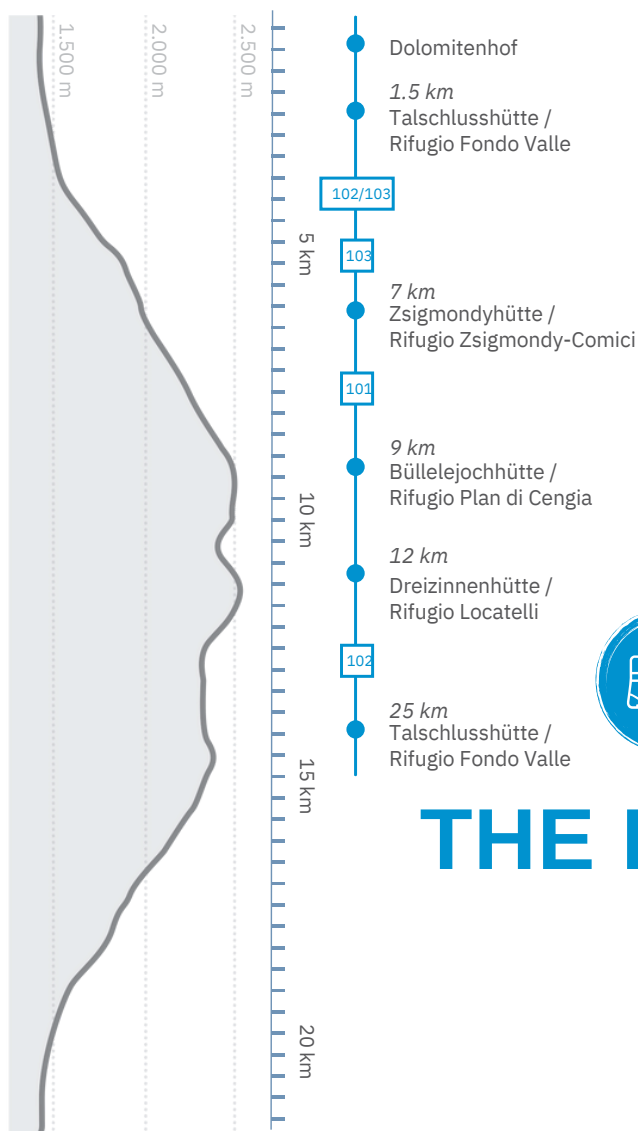 1.500 m
2.000 m
2.500 m
5 km
10 km
15 km
20 km
Dolomitenhof
1.5 km
Talschlusshütte /
Rifugio Fondo Valle
102/103
103
7 km
Zsigmondyhütte /
Rifugio Zsigmondy-Comici
101
9 km
Büllelejochhütte /
Rifugio Plan di Cengia
12 km
Dreizinnenhütte /
Rifugio Locatelli
102
25 km
Talschlusshütte /
Rifugio Fondo Valle
THE